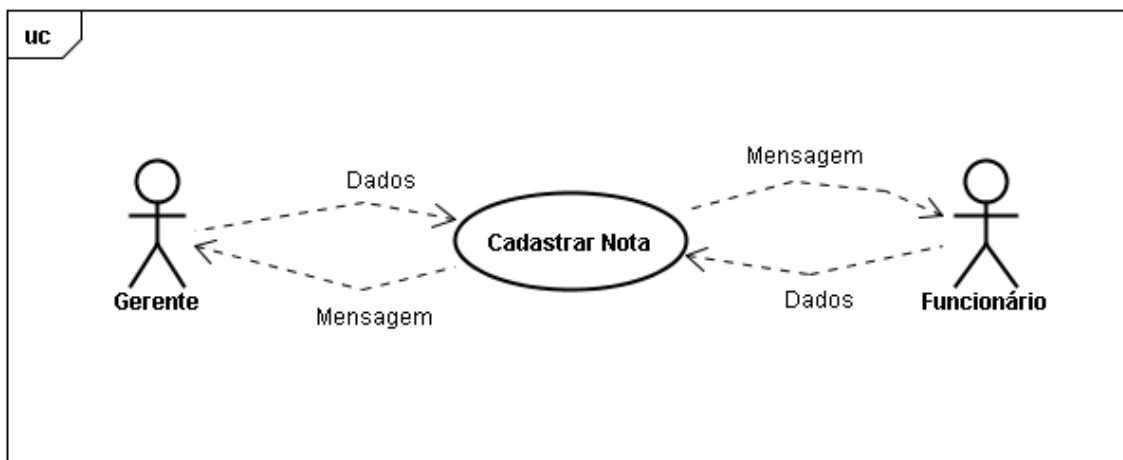 uc
Mensagem
Dados
Cadastrar Nota
Gerente
Mensagem
Dados
Funcionário